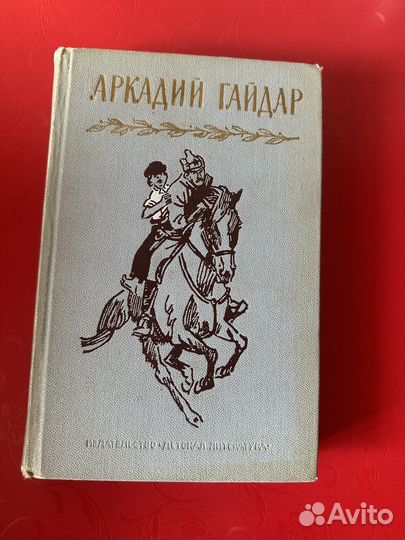 АРКАДИЙ ГАЙДАР
ИЗДАТЕЛЬСТВО «ДЕТСКАЯ ЛИТЕРАТУРА»
Avito